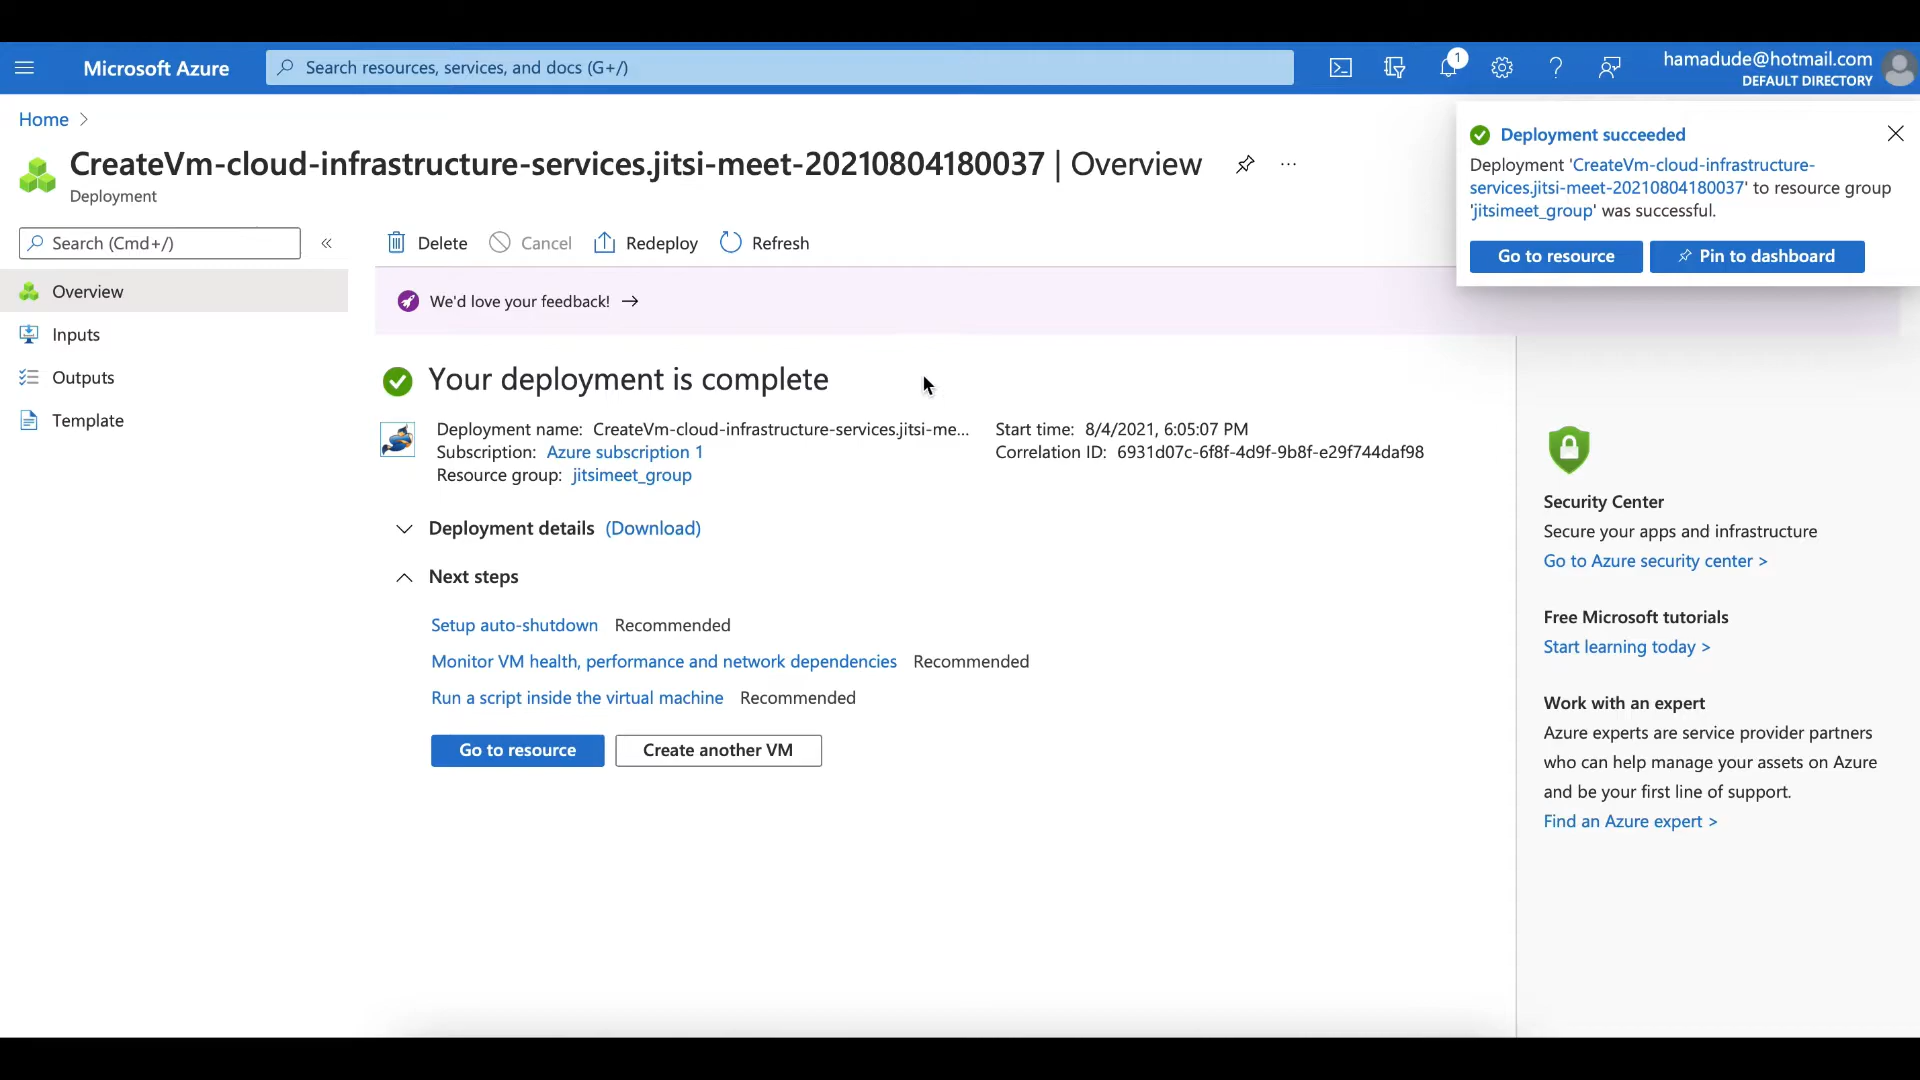 Microsoft Azure
Search resources, services, and docs (G+/)
1
hamadude@hotmail.com
DEFAULT DIRECTORY
Home
CreateVm-cloud-infrastructure-services.jitsi-meet-20210804180037 | Overview
...
Deployment
Search (Cmd+/)
«
Overview
Inputs
Outputs
Template
Delete
Cancel
Redeploy
Refresh
We'd love your feedback! →
Your deployment is complete
Deployment name: CreateVm-cloud-infrastructure-services.jitsi-me...
Subscription: Azure subscription 1
Resource group: jitsimeet_group
Start time: 8/4/2021, 6:05:07 PM
Correlation ID: 6931d07c-6f8f-4d9f-9b8f-e29f744daf98
Deployment details (Download)
Next steps
Setup auto-shutdown Recommended
Monitor VM health, performance and network dependencies Recommended
Run a script inside the virtual machine Recommended
Go to resource
Create another VM
Deployment succeeded
Deployment 'CreateVm-cloud-infrastructure-
services.jitsi-meet-20210804180037' to resource group
'jitsimeet_group' was successful.
Go to resource
Pin to dashboard
Security Center
Secure your apps and infrastructure
Go to Azure security center >
Free Microsoft tutorials
Start learning today >
Work with an expert
Azure experts are service provider partners
who can help manage your assets on Azure
and be your first line of support.
Find an Azure expert >